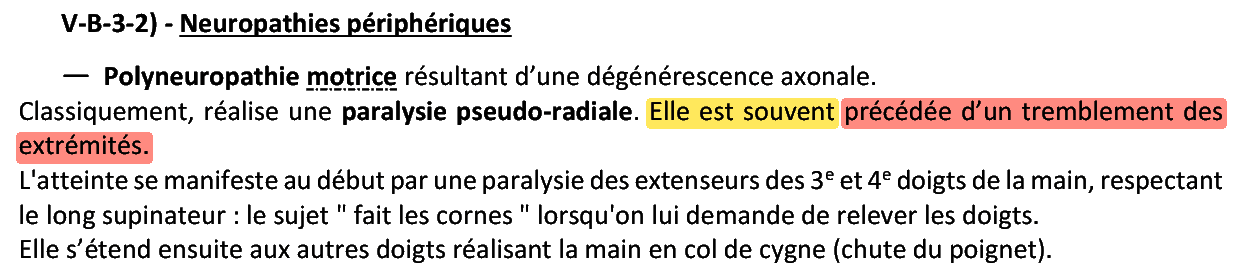 V-B-3-2) - Neuropathies périphériques
— Polyneuropathie motrice résultant d’une dégénérescence axonale.
Classiquement, réalise une paralysie pseudo-radiale. Elle est souvent précédée d’un tremblement des
extrémités.
L'atteinte se manifeste au début par une paralysie des extenseurs des 3e et 4e doigts de la main, respectant
le long supinateur : le sujet " fait les cornes " lorsqu'on lui demande de relever les doigts.
Elle s’étend ensuite aux autres doigts réalisant la main en col de cygne (chute du poignet).